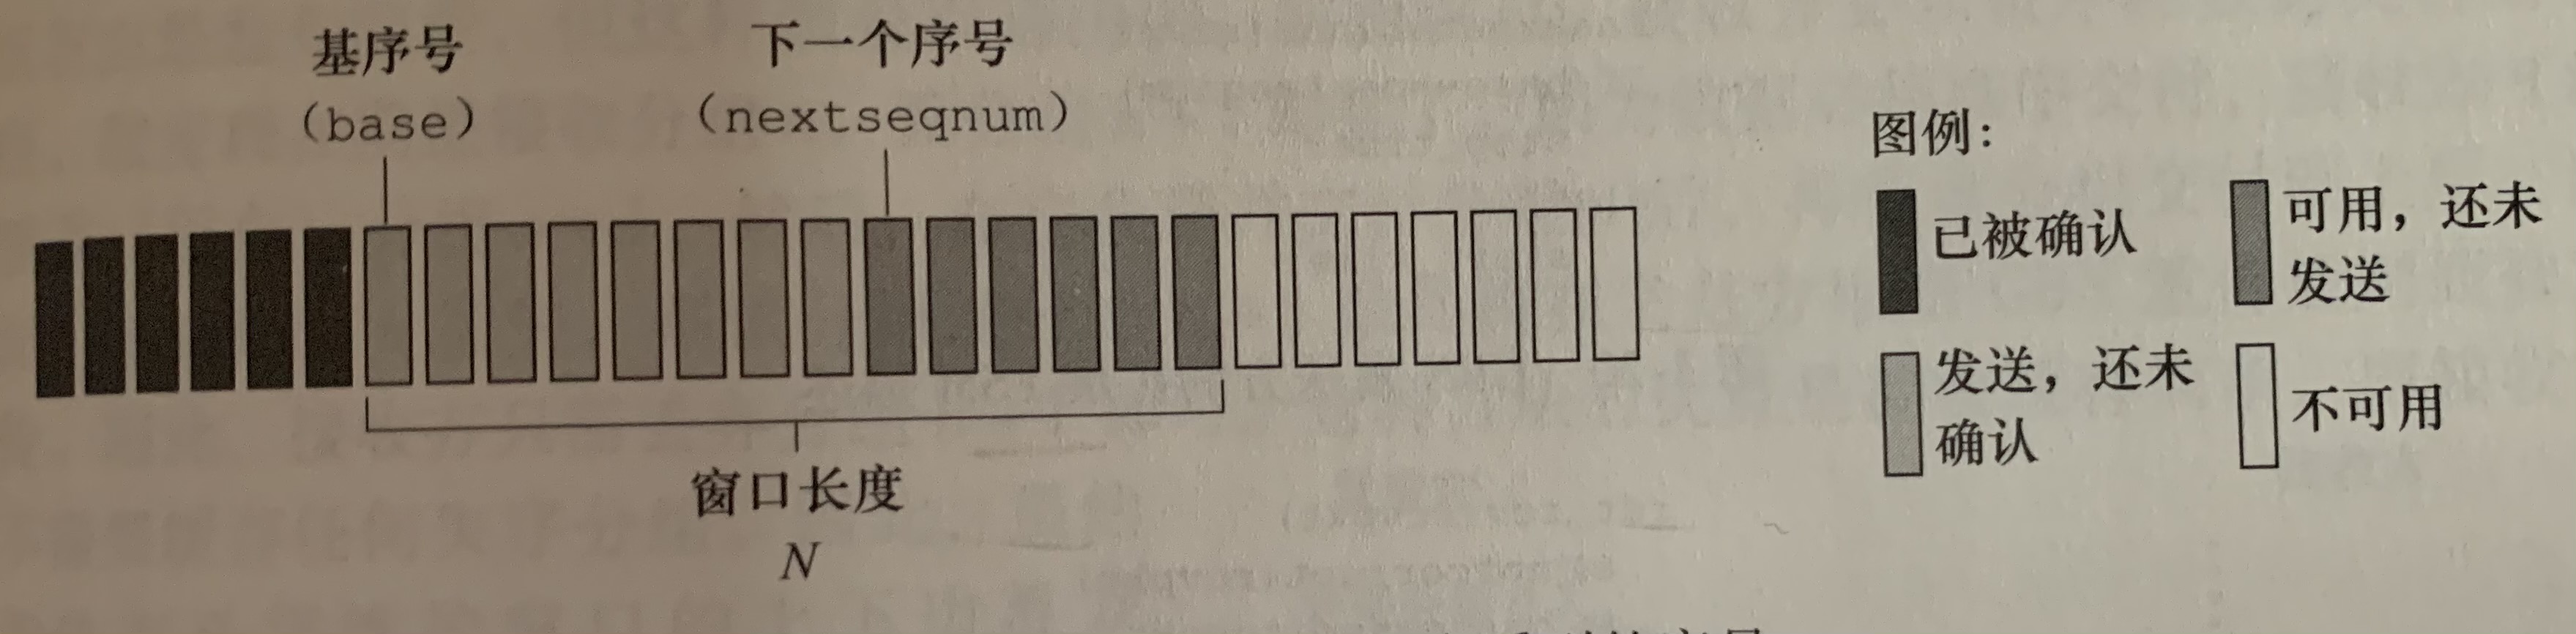 基序号
(base)
下一个序号
(nextseqnum)
窗口长度
N
图例：
已被确认
发送，还未
确认
可用，还未
发送
不可用